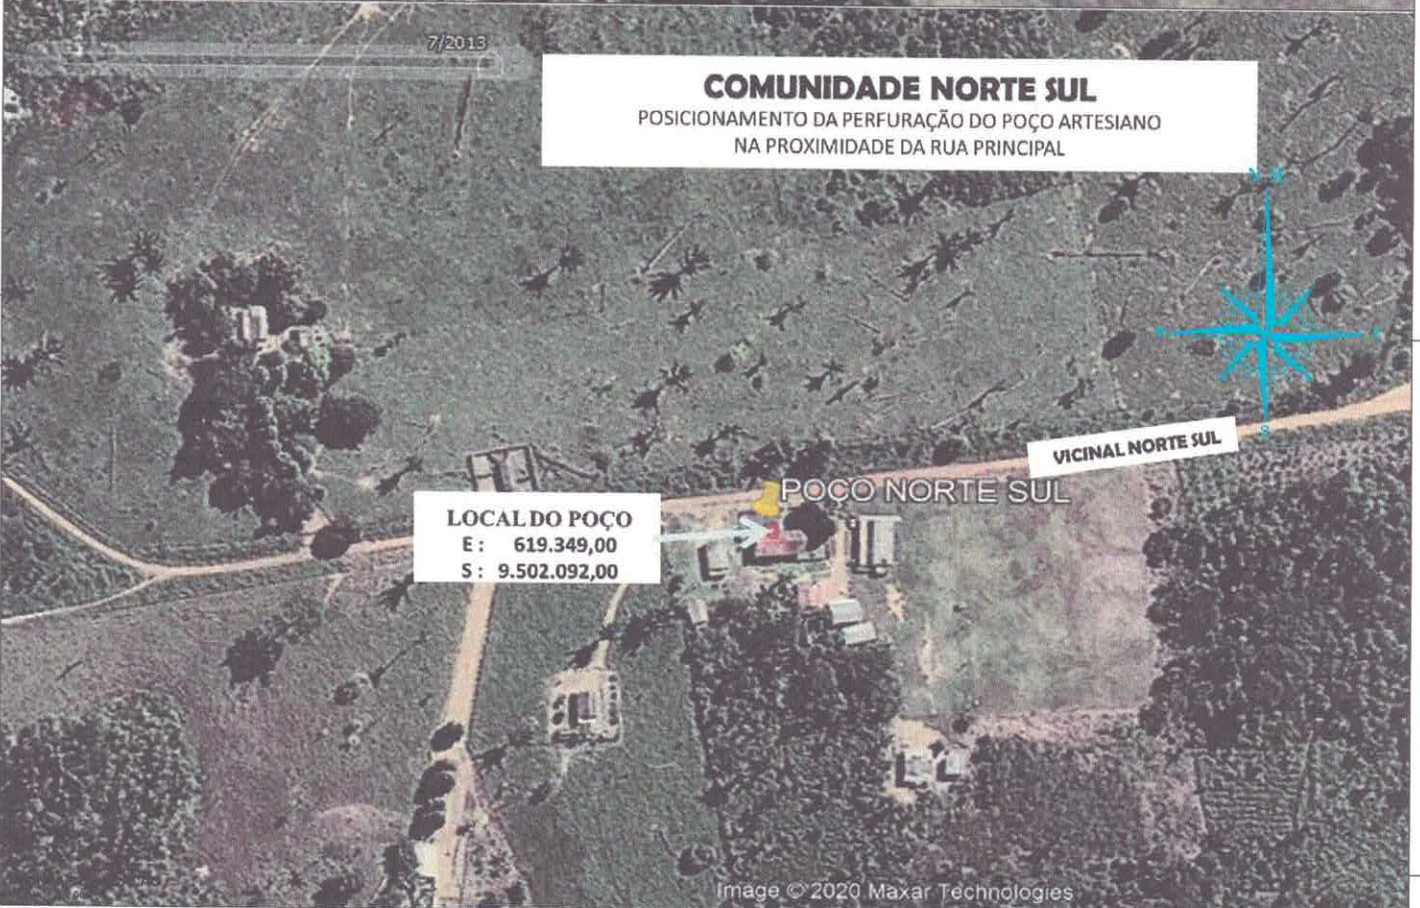 7/2013
COMUNIDADE NORTE SUL
POSICIONAMENTO DA PERFURAÇÃO DO POÇO ARTESIANO
NA PROXIMIDADE DA RUA PRINCIPAL
N M
S
VICINAL NORTE SUL
POÇO NORTE SUL
LOCAL DO POÇO
E : 619.349,00
S : 9.502.092,00
Image © 2020 Maxar Technologies